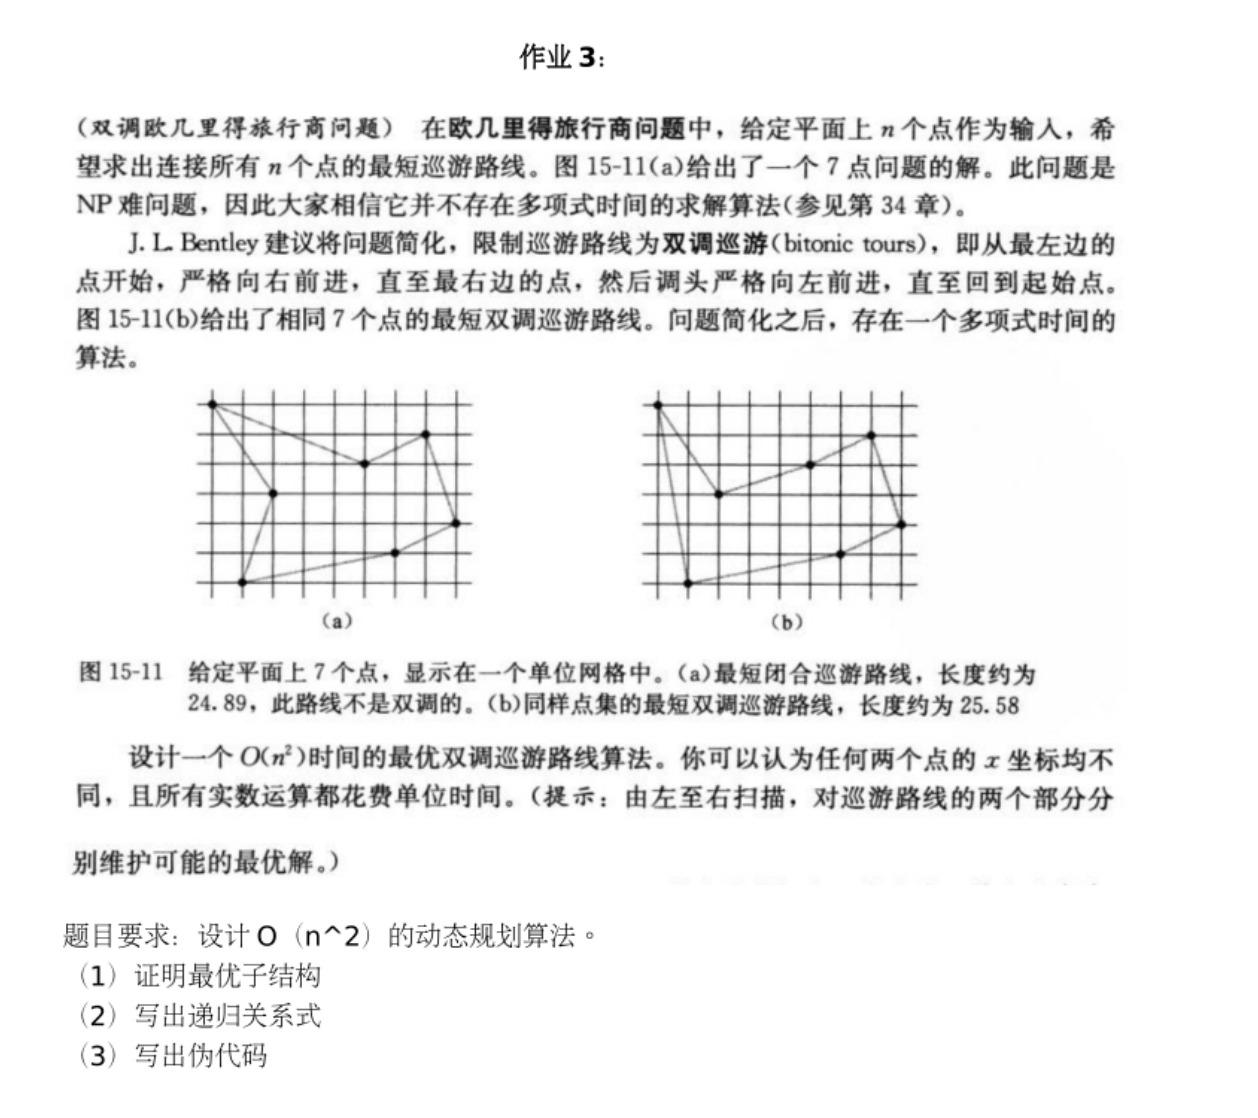 作业 3：
（双调欧几里得旅行商问题） 在欧几里得旅行商问题中，给定平面上 n 个点作为输入，希
望求出连接所有 n 个点的最短巡游路线。图 15-11(a)给出了一个 7 点问题的解。此问题是
NP 难问题，因此大家相信它并不存在多项式时间的求解算法(参见第 34 章)。
J. L. Bentley 建议将问题简化，限制巡游路线为双调巡游(bitonic tours)，即从最左边的
点开始，严格向右前进，直至最右边的点，然后调头严格向左前进，直至回到起始点。
图 15-11(b)给出了相同 7 个点的最短双调巡游路线。问题简化之后，存在一个多项式时间的
算法。
(a) (b)
图 15-11 给定平面上 7 个点，显示在一个单位网格中。(a)最短闭合巡游路线，长度约为
24.89，此路线不是双调的。(b)同样点集的最短双调巡游路线，长度约为 25.58
设计一个 O(n²)时间的最优双调巡游路线算法。你可以认为任何两个点的 x 坐标均不
同，且所有实数运算都花费单位时间。(提示：由左至右扫描，对巡游路线的两个部分分
别维护可能的最优解。)
题目要求：设计 O（n^2）的动态规划算法。
（1）证明最优子结构
（2）写出递归关系式
（3）写出伪代码